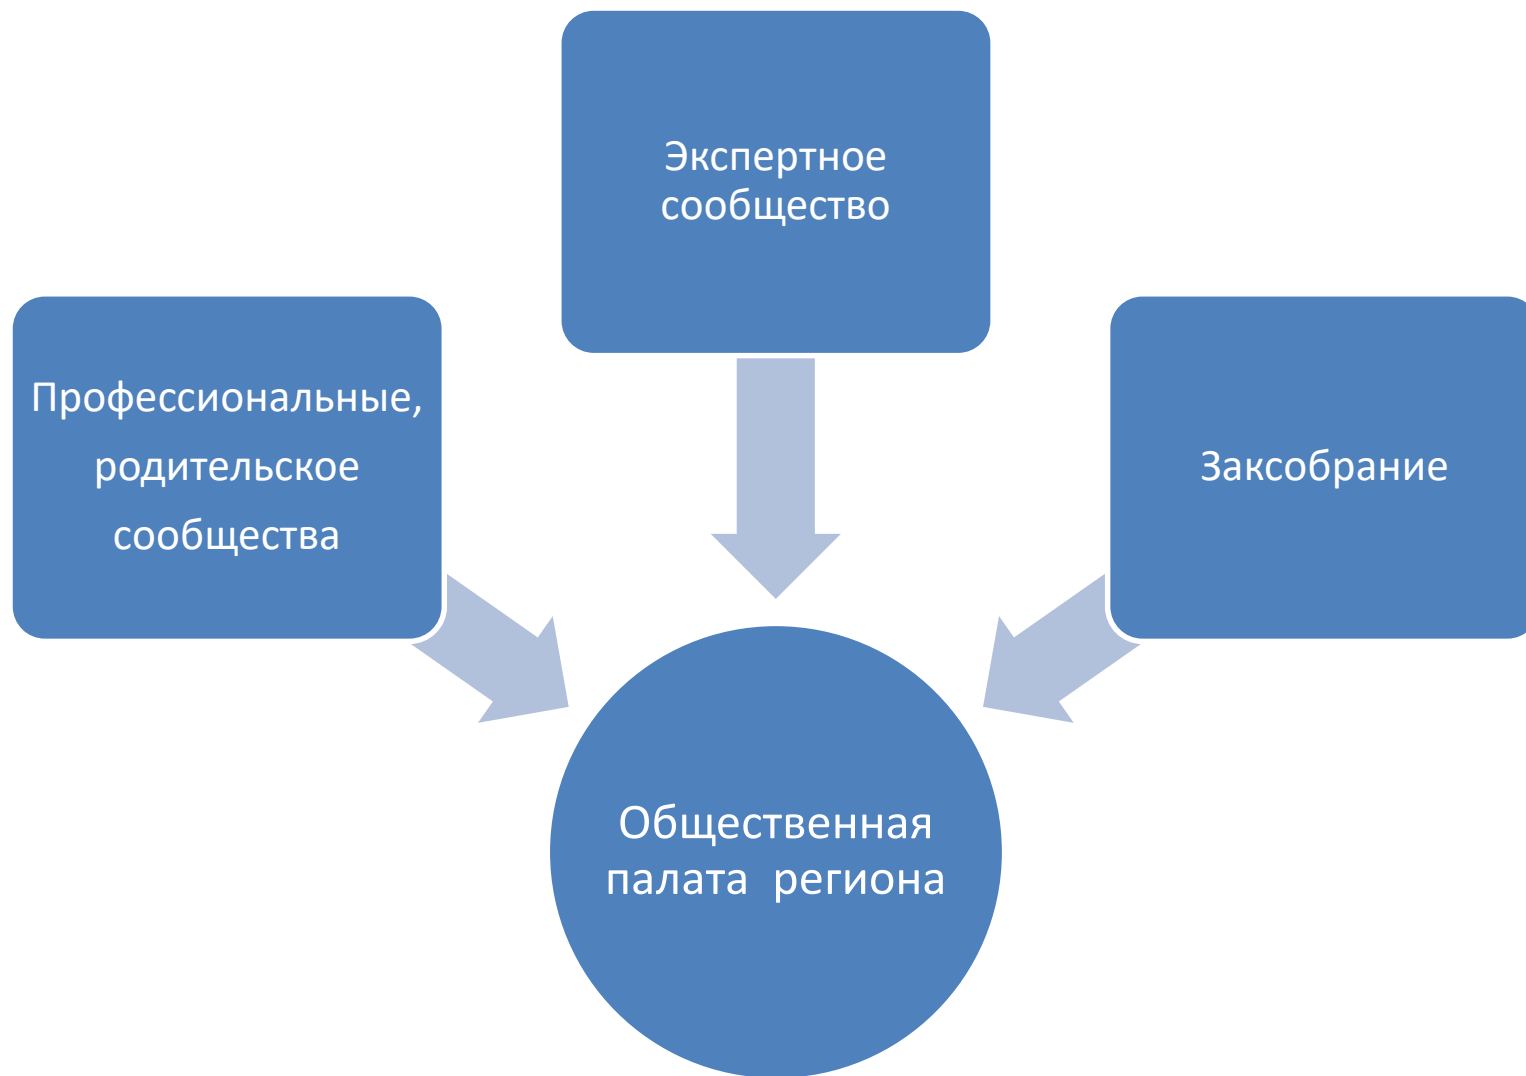 Экспертное
сообщество
Профессиональные,
родительское
сообщества
Заксобрание
Общественная
палата региона